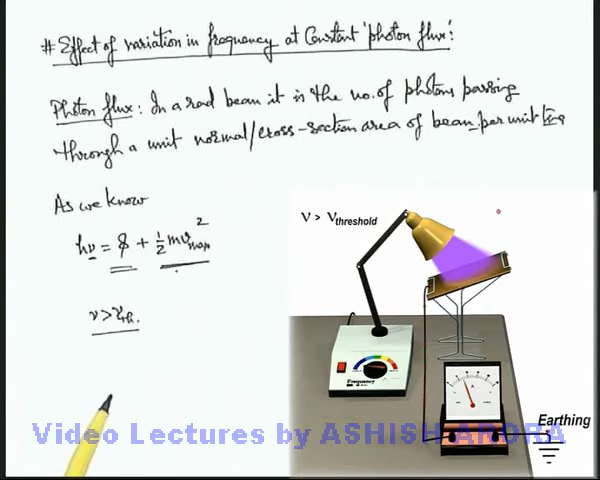 # Effect of variation in frequency at Constant 'photon flux':
Photon flux: In a rad beam it is the no. of photons passing
through a unit normal/cross-section area of beam per unit time
As we know
hν = φ + ½mv²max
ν > νth.
ν > νthreshold
Frequency
A
Earthing
Video Lectures by ASHISH ARORA